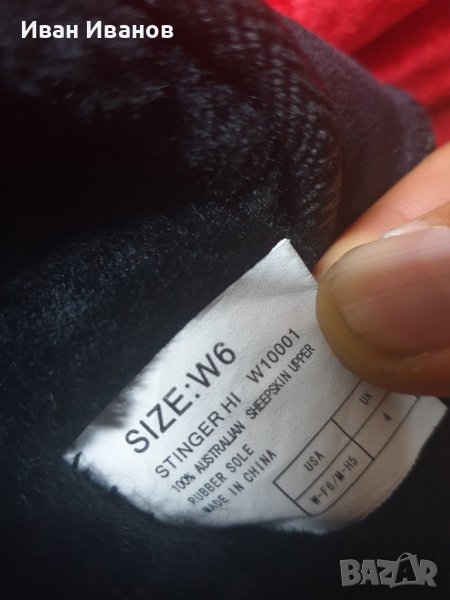 Иван Иванов
SIZE:W6
STINGER HI W10001
100% AUSTRALIAN SHEEPSKIN UPPER
RUBBER SOLE
MADE IN CHINA
USA
W-F6/M-H5
UK
4
BAZAR